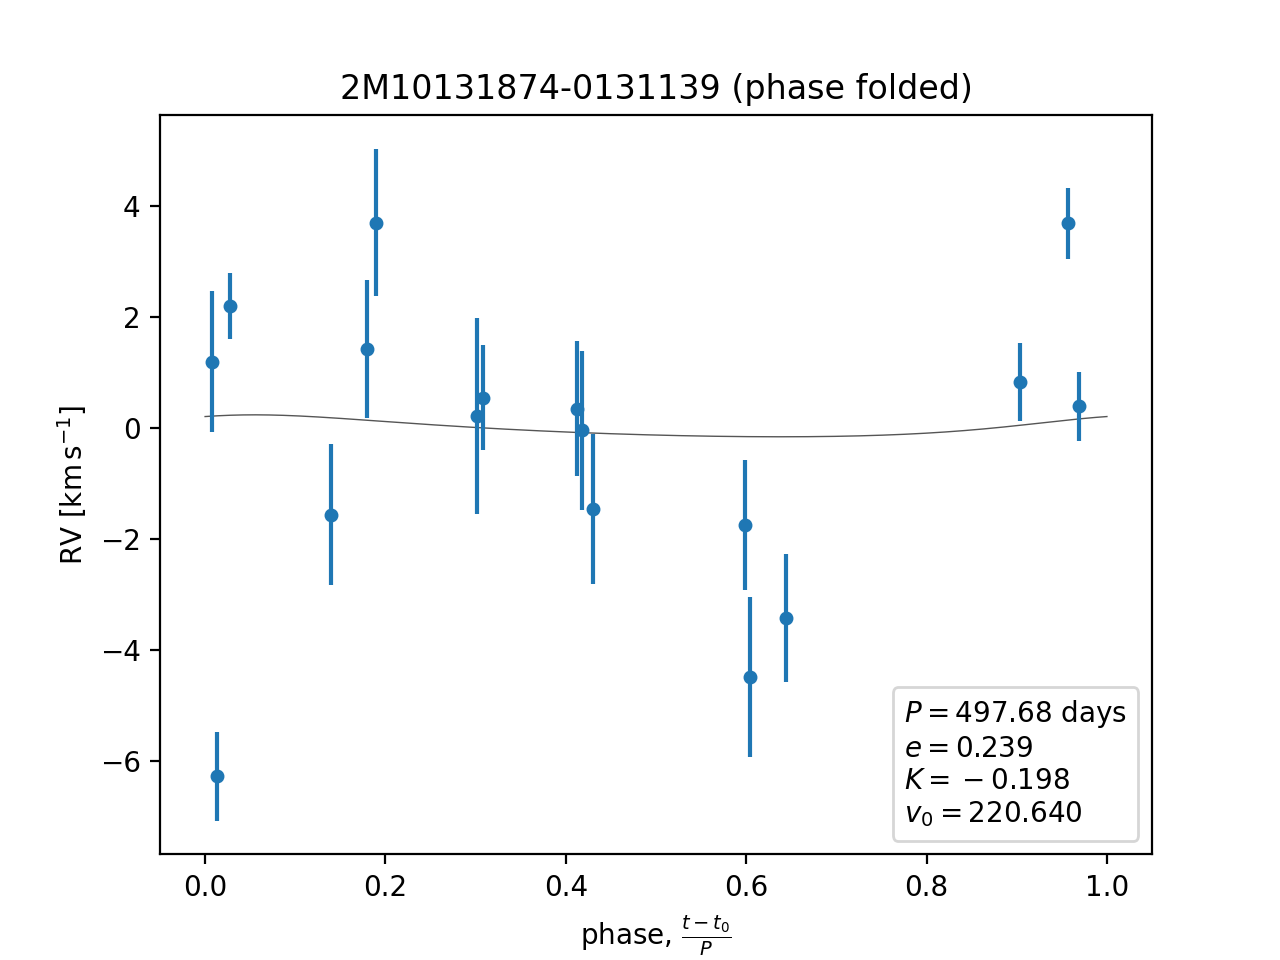 2M10131874-0131139 (phase folded)
RV [km s⁻¹]
4
2
0
−2
−4
−6
P = 497.68 days
e = 0.239
K = −0.198
v₀ = 220.640
0.0 0.2 0.4 0.6 0.8 1.0
phase, (t − t₀)/P